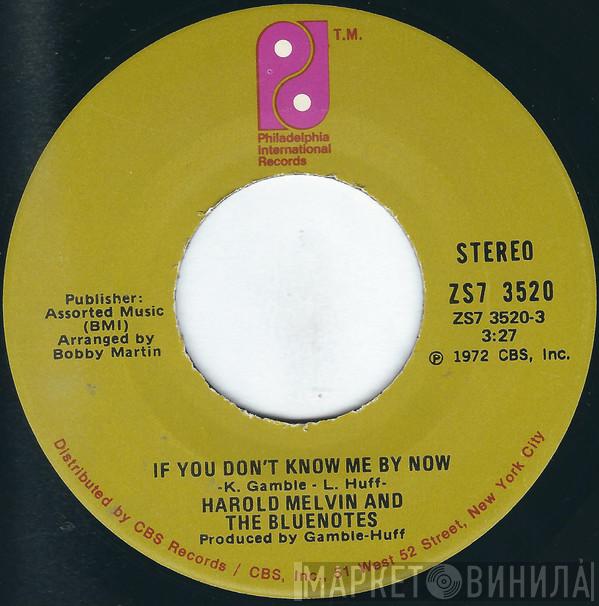 T.M.
Philadelphia
International
Records
STEREO
ZS7 3520
ZS7 3520-3
3:27
℗ 1972 CBS, Inc.
Publisher:
Assorted Music
(BMI)
Arranged by
Bobby Martin
IF YOU DON'T KNOW ME BY NOW
-K. Gamble - L. Huff-
HAROLD MELVIN AND
THE BLUENOTES
Produced by Gamble-Huff
Distributed by CBS Records / CBS, Inc., 51 West 52 Street, New York City
МАРКЕТ ВИНИЛА